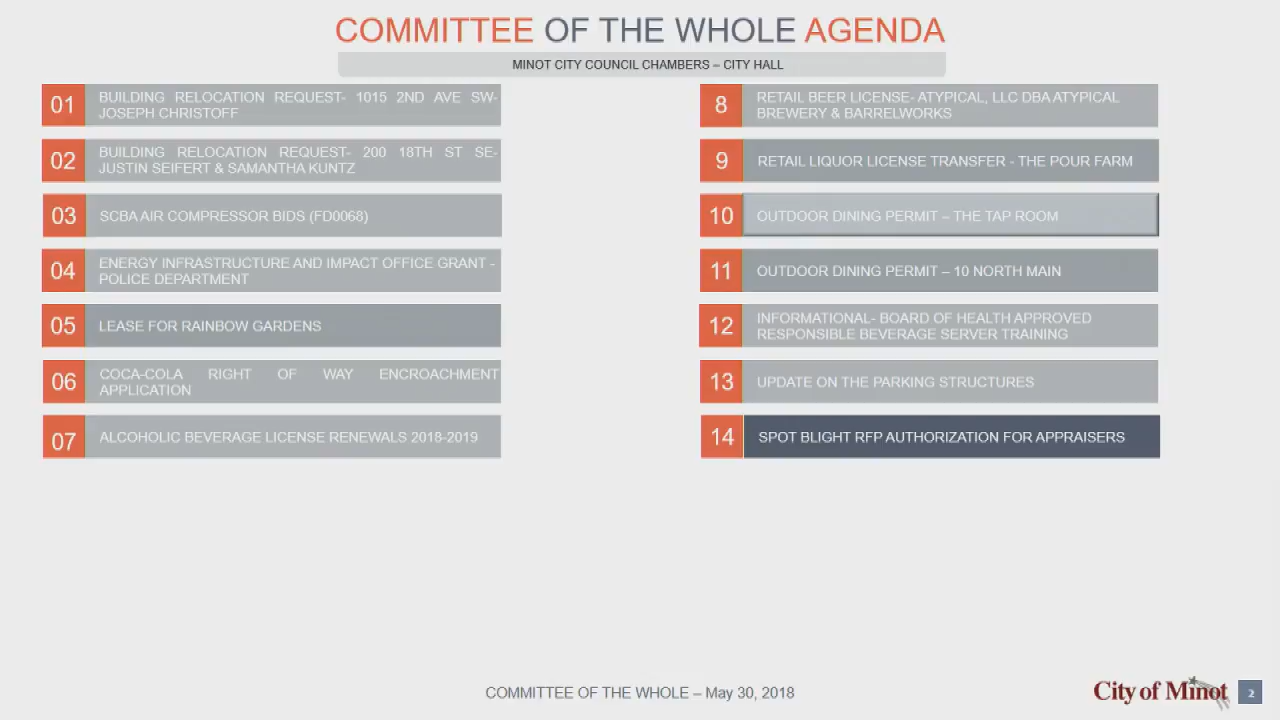 COMMITTEE OF THE WHOLE AGENDA
MINOT CITY COUNCIL CHAMBERS – CITY HALL
01
BUILDING RELOCATION REQUEST- 1015 2ND AVE SW-
JOSEPH CHRISTOFF
02
BUILDING RELOCATION REQUEST- 200 18TH ST SE-
JUSTIN SEIFERT & SAMANTHA KUNTZ
03
SCBA AIR COMPRESSOR BIDS (FD0068)
04
ENERGY INFRASTRUCTURE AND IMPACT OFFICE GRANT -
POLICE DEPARTMENT
05
LEASE FOR RAINBOW GARDENS
06
COCA-COLA RIGHT OF WAY ENCROACHMENT
APPLICATION
07
ALCOHOLIC BEVERAGE LICENSE RENEWALS 2018-2019
8
RETAIL BEER LICENSE- ATYPICAL, LLC DBA ATYPICAL
BREWERY & BARRELWORKS
9
RETAIL LIQUOR LICENSE TRANSFER - THE POUR FARM
10
OUTDOOR DINING PERMIT – THE TAP ROOM
11
OUTDOOR DINING PERMIT – 10 NORTH MAIN
12
INFORMATIONAL- BOARD OF HEALTH APPROVED
RESPONSIBLE BEVERAGE SERVER TRAINING
13
UPDATE ON THE PARKING STRUCTURES
14
SPOT BLIGHT RFP AUTHORIZATION FOR APPRAISERS
COMMITTEE OF THE WHOLE – May 30, 2018
City of Minot
2